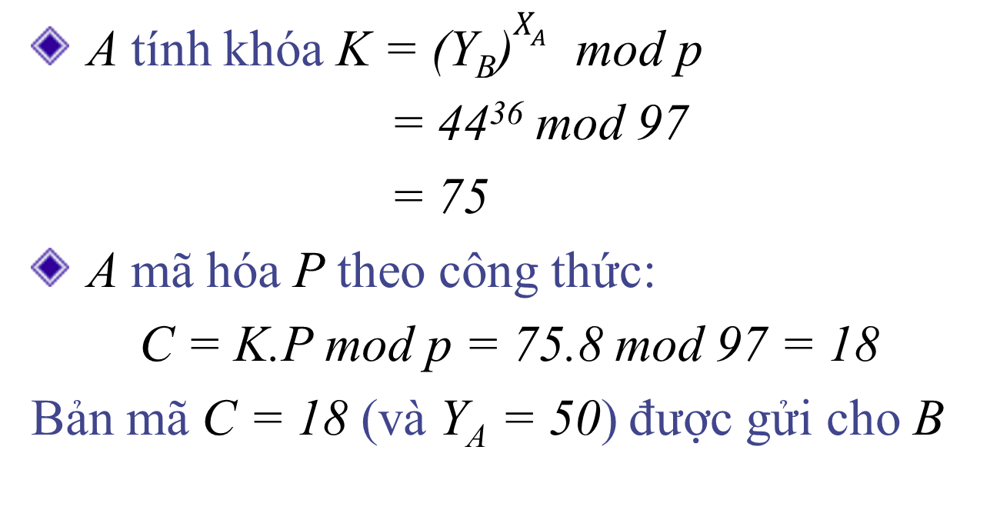 A tính khóa K = (Y_B)^{X_A} mod p
= 44^{36} mod 97
= 75
A mã hóa P theo công thức:
C = K.P mod p = 75.8 mod 97 = 18
Bản mã C = 18 (và Y_A = 50) được gửi cho B